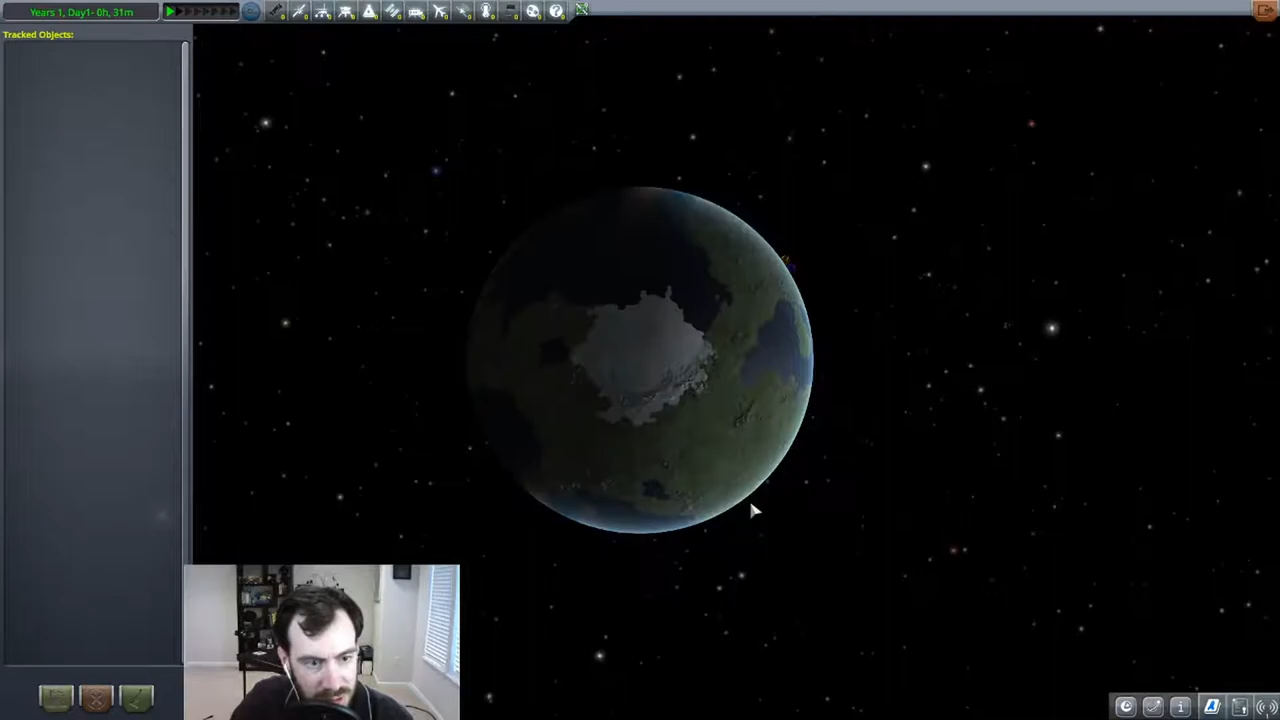 Years 1, Day1- 0h, 31m
Tracked Objects: